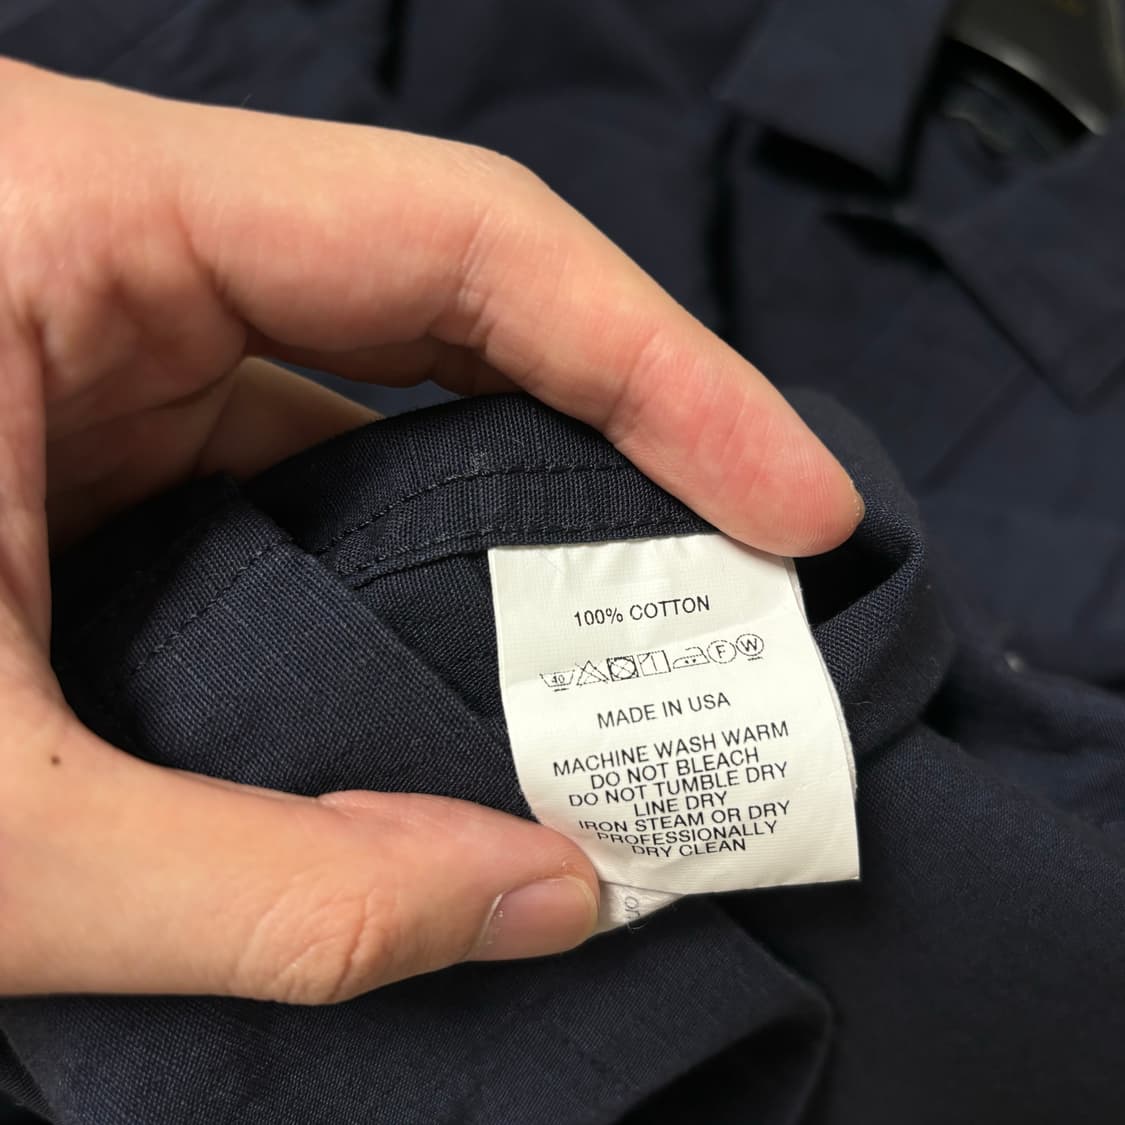 100% COTTON
40 F W
MADE IN USA
MACHINE WASH WARM
DO NOT BLEACH
DO NOT TUMBLE DRY
LINE DRY
IRON STEAM OR DRY
PROFESSIONALLY
DRY CLEAN